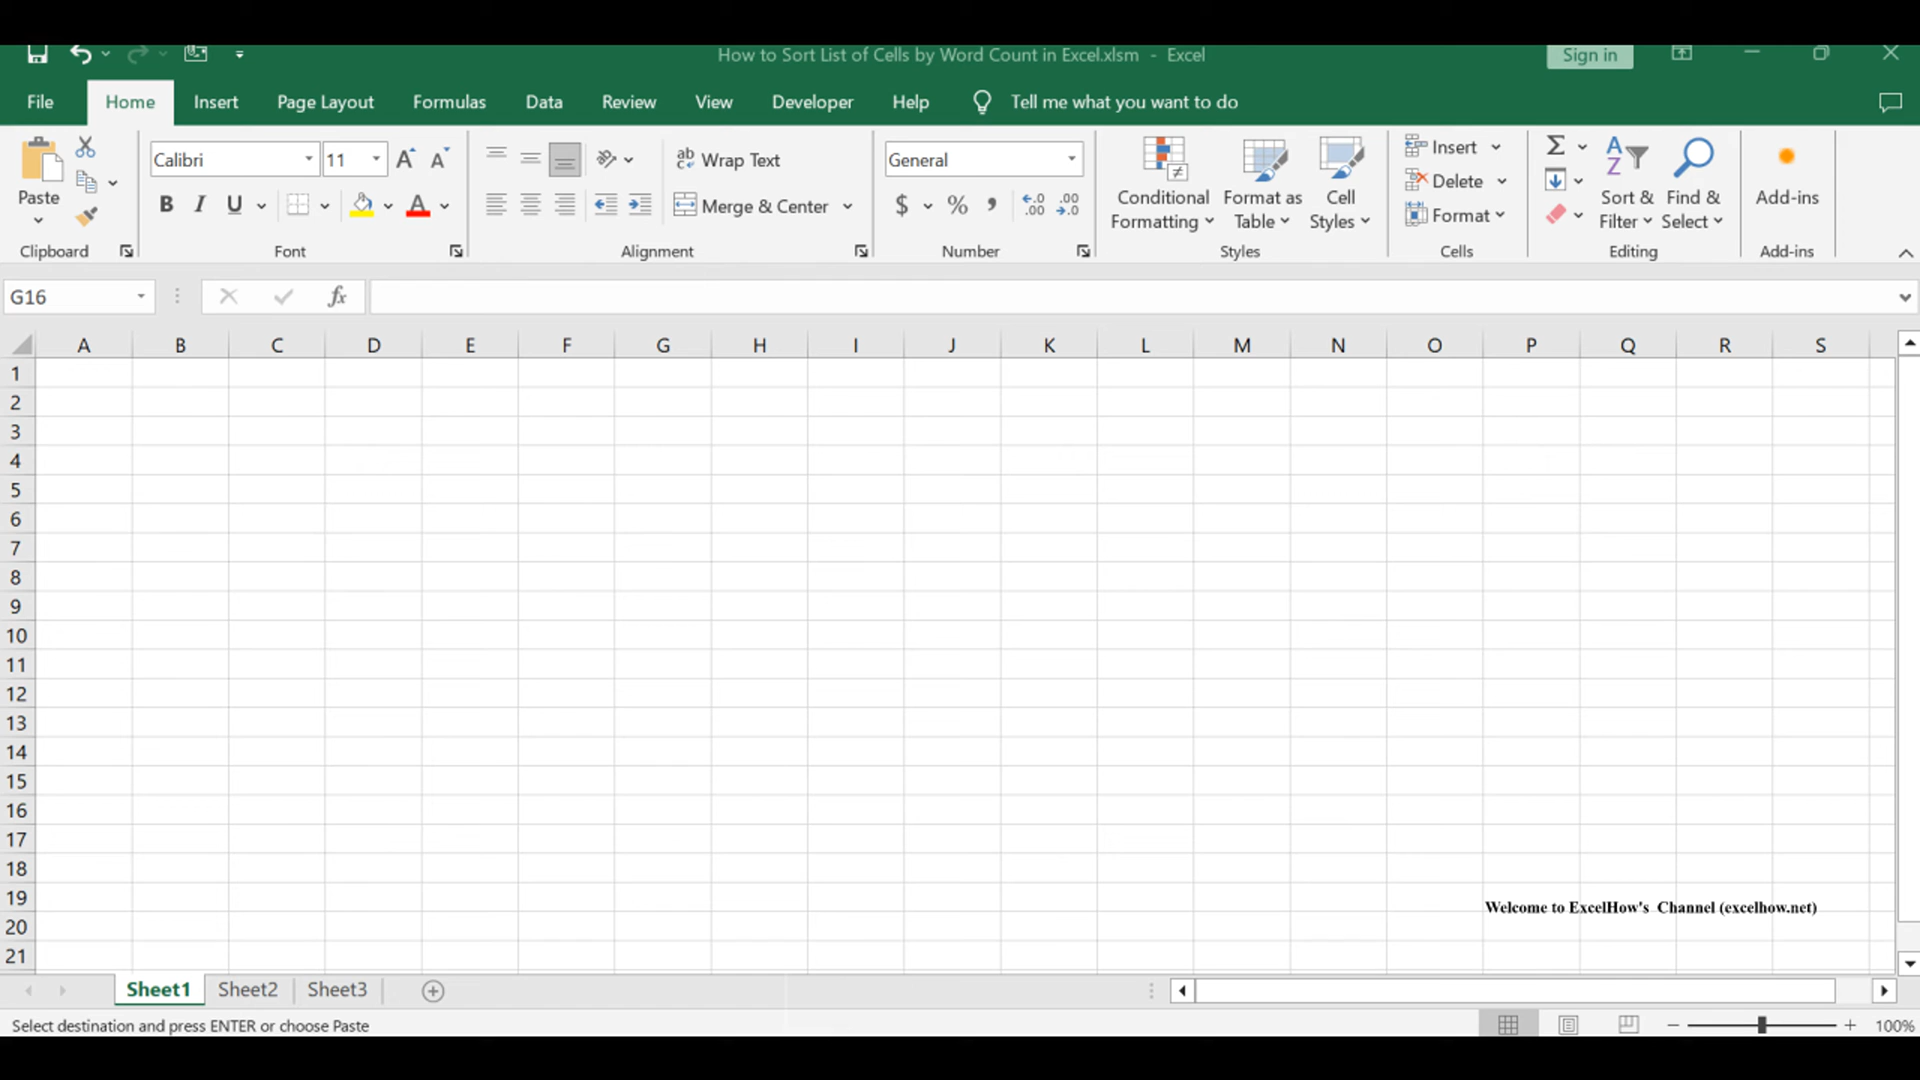 How to Sort List of Cells by Word Count in Excel.xlsm - Excel
Sign in
File Home Insert Page Layout Formulas Data Review View Developer Help Tell me what you want to do
Paste
Clipboard
Calibri 11
B I U A
Font
ab Wrap Text
Merge & Center
Alignment
General
$ % , .00 .00
Number
Conditional Formatting
Format as Table
Cell Styles
Styles
Insert
Delete
Format
Cells
Σ
Sort & Filter
Find & Select
Editing
Add-ins
Add-ins
G16 fx
A B C D E F G H I J K L M N O P Q R S
1
2
3
4
5
6
7
8
9
10
11
12
13
14
15
16
17
18
19
Welcome to ExcelHow's Channel (excelhow.net)
20
21
Sheet1 Sheet2 Sheet3
Select destination and press ENTER or choose Paste
100%